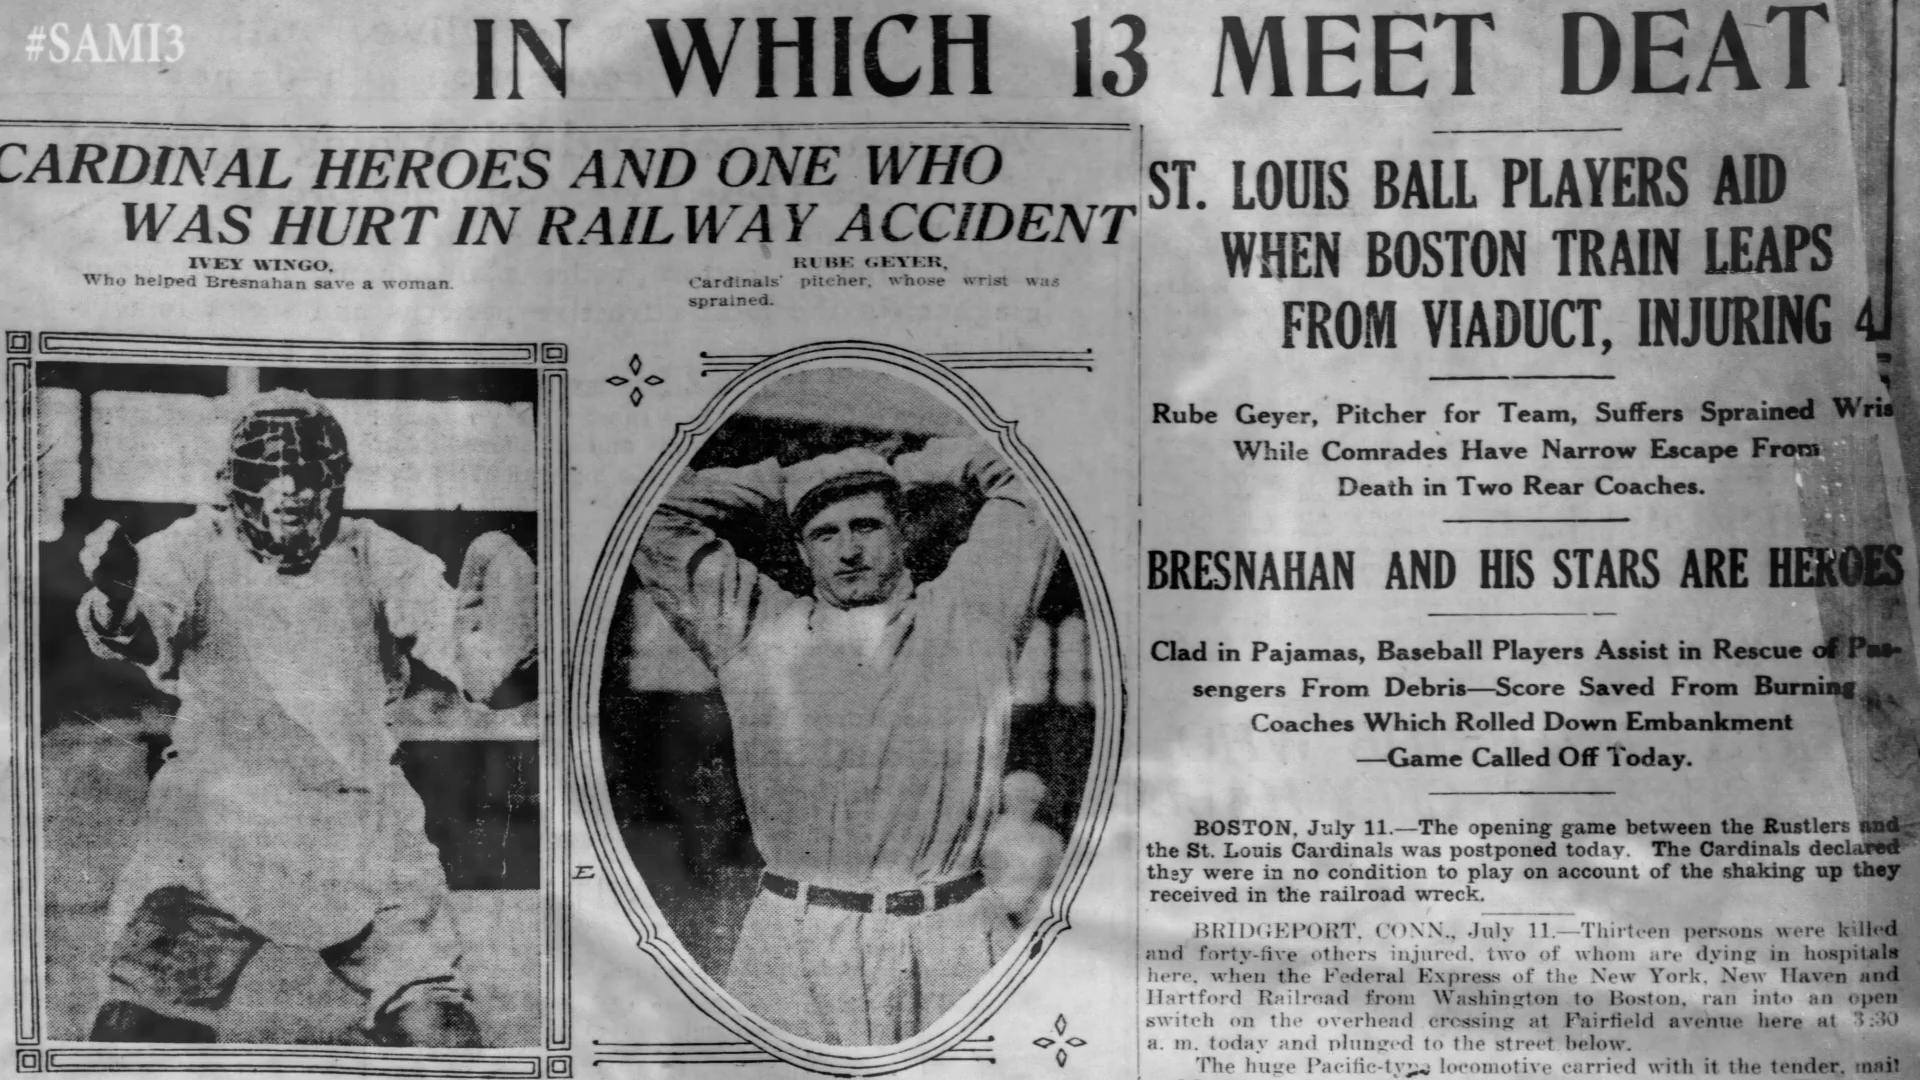 #SAMI3
IN WHICH 13 MEET DEAT
CARDINAL HEROES AND ONE WHO
WAS HURT IN RAILWAY ACCIDENT
IVEY WINGO,
Who helped Bresnahan save a woman.
RUBE GEYER,
Cardinals' pitcher, whose wrist was
sprained.
E
ST. LOUIS BALL PLAYERS AID
WHEN BOSTON TRAIN LEAPS
FROM VIADUCT, INJURING 4
Rube Geyer, Pitcher for Team, Suffers Sprained Wris
While Comrades Have Narrow Escape From
Death in Two Rear Coaches.
BRESNAHAN AND HIS STARS ARE HEROES
Clad in Pajamas, Baseball Players Assist in Rescue of Pas-
sengers From Debris—Score Saved From Burning
Coaches Which Rolled Down Embankment
—Game Called Off Today.
BOSTON, July 11.—The opening game between the Rustlers and
the St. Louis Cardinals was postponed today. The Cardinals declared
they were in no condition to play on account of the shaking up they
received in the railroad wreck.
BRIDGEPORT, CONN., July 11.—Thirteen persons were killed
and forty-five others injured, two of whom are dying in hospitals
here, when the Federal Express of the New York, New Haven and
Hartford Railroad from Washington to Boston, ran into an open
switch on the overhead crossing at Fairfield avenue here at 3:30
a. m. today and plunged to the street below.
The huge Pacific-type locomotive carried with it the tender, mail